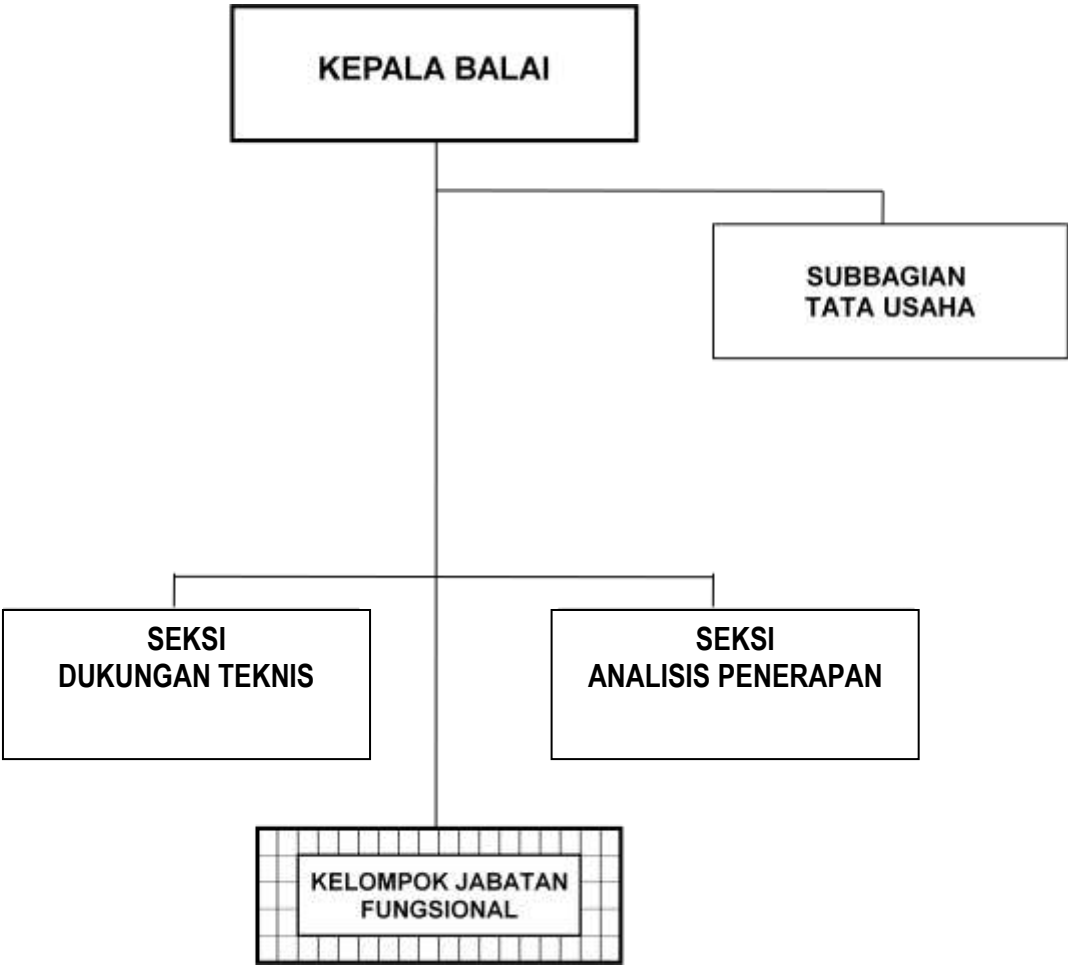 KEPALA BALAI
SUBBAGIAN
TATA USAHA
SEKSI
DUKUNGAN TEKNIS
SEKSI
ANALISIS PENERAPAN
KELOMPOK JABATAN
FUNGSIONAL